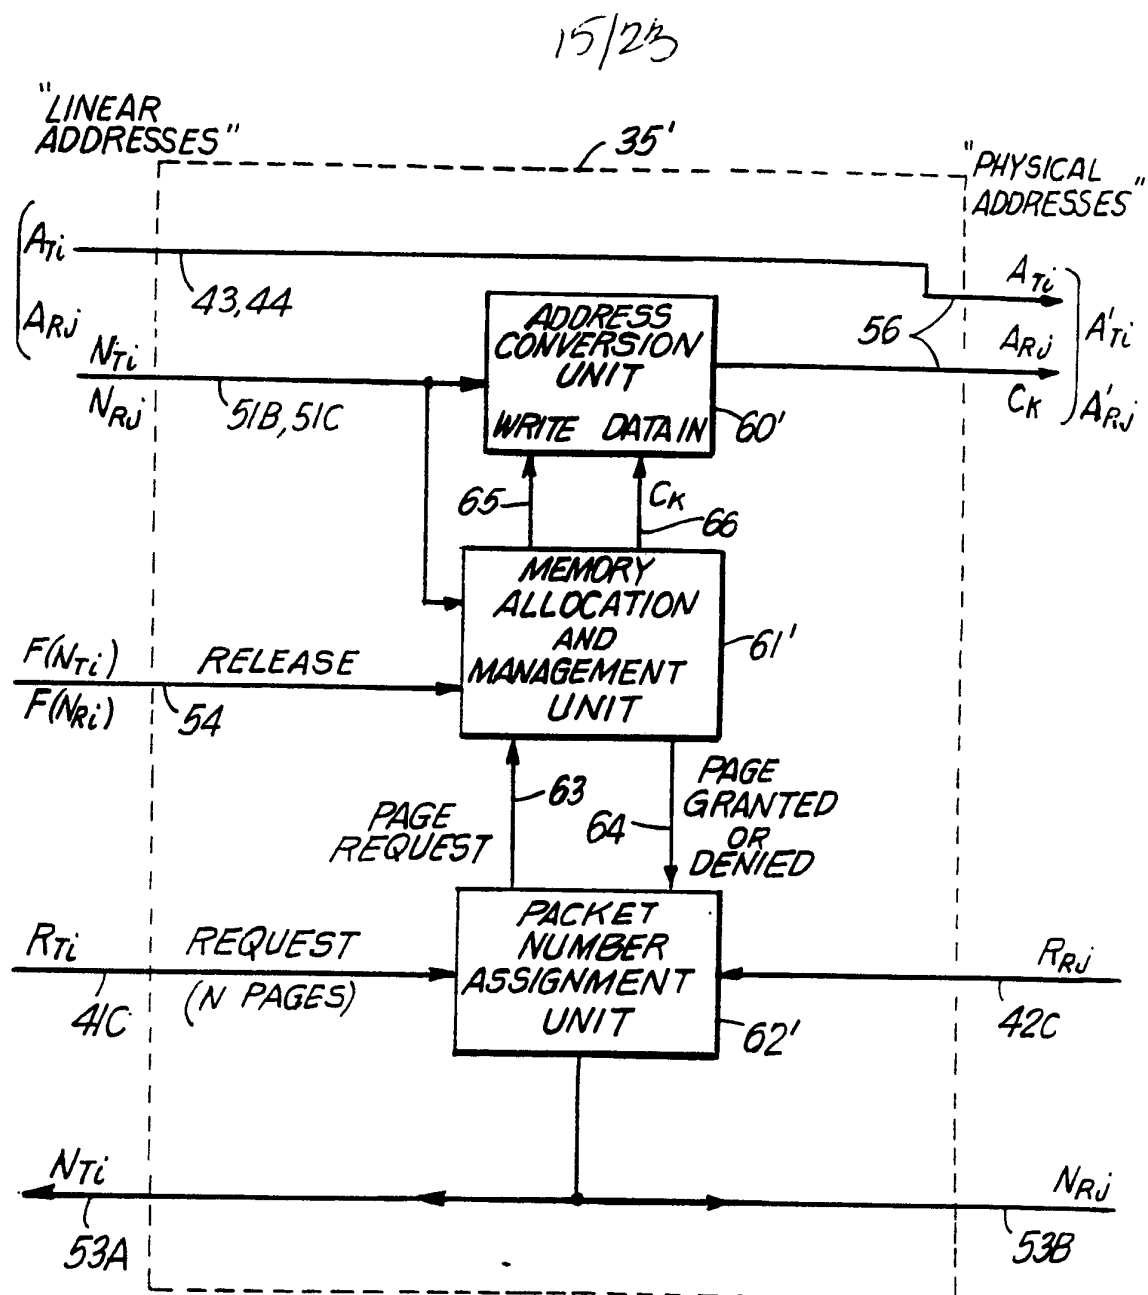 15/23
"LINEAR
ADDRESSES"
35'
"PHYSICAL
ADDRESSES"
ATi
ARj
43,44
ATi
A'Ti
56
ARj
CK
A'Rj
NTi
NRj
51B,51C
ADDRESS
CONVERSION
UNIT
WRITE DATA IN
60'
65
CK
66
MEMORY
ALLOCATION
AND
MANAGEMENT
UNIT
61'
F(NTi)
RELEASE
F(NRi)
54
PAGE
REQUEST
63
64
PAGE
GRANTED
OR
DENIED
RTi
REQUEST
(N PAGES)
41C
PACKET
NUMBER
ASSIGNMENT
UNIT
62'
RRj
42C
NTi
53A
NRj
53B